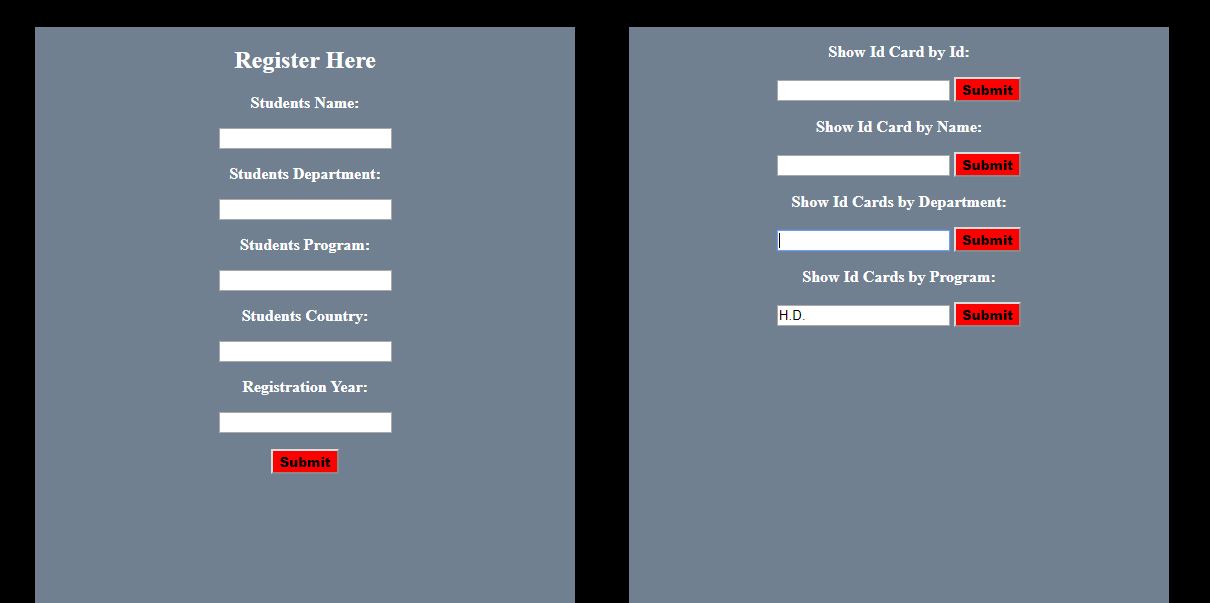 Register Here
Students Name:
Students Department:
Students Program:
Students Country:
Registration Year:
Submit
Show Id Card by Id:
Submit
Show Id Card by Name:
Submit
Show Id Cards by Department:
Submit
Show Id Cards by Program:
H.D. Submit